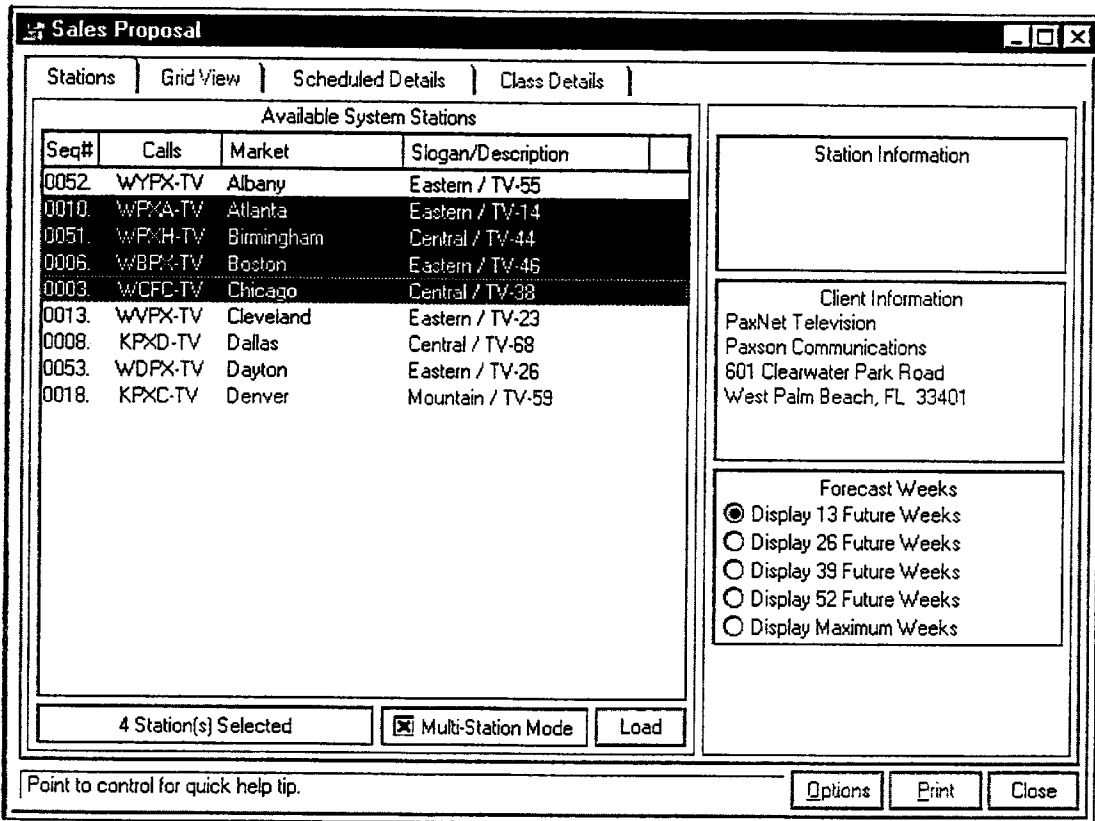 Sales Proposal
Stations Grid View Scheduled Details Class Details
Available System Stations
Seq# Calls Market Slogan/Description
0052. WYPX-TV Albany Eastern / TV-55
0010. WPXA-TV Atlanta Eastern / TV-14
0051. WPXH-TV Birmingham Central / TV-44
0006. WBPX-TV Boston Eastern / TV-46
0003. WCFC-TV Chicago Central / TV-38
0013. WVPX-TV Cleveland Eastern / TV-23
0008. KPXD-TV Dallas Central / TV-68
0053. WDPX-TV Dayton Eastern / TV-26
0018. KPXC-TV Denver Mountain / TV-59
4 Station(s) Selected Multi-Station Mode Load
Station Information
Client Information
PaxNet Television
Paxson Communications
601 Clearwater Park Road
West Palm Beach, FL 33401
Forecast Weeks
Display 13 Future Weeks
Display 26 Future Weeks
Display 39 Future Weeks
Display 52 Future Weeks
Display Maximum Weeks
Point to control for quick help tip. Options Print Close